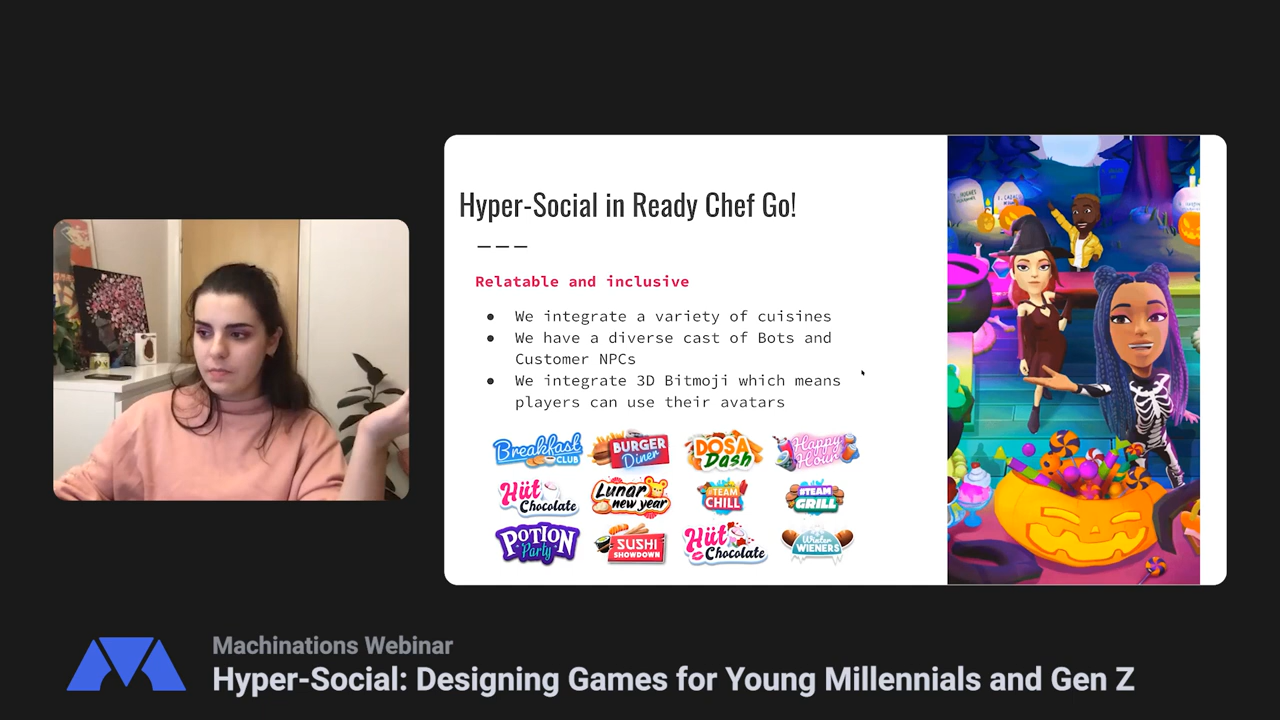 Hyper-Social in Ready Chef Go!
Relatable and inclusive
● We integrate a variety of cuisines
● We have a diverse cast of Bots and
Customer NPCs
● We integrate 3D Bitmoji which means
players can use their avatars
Breakfast CLUB
BURGER Diner
DOSA Dash
Happy Hour
Hüt Chocolate
Lunar new year
#TEAM CHILL
#TEAM GRILL
POTION Party
SUSHI SHOWDOWN
Hüt Chocolate
Winter WIENERS
Machinations Webinar
Hyper-Social: Designing Games for Young Millennials and Gen Z